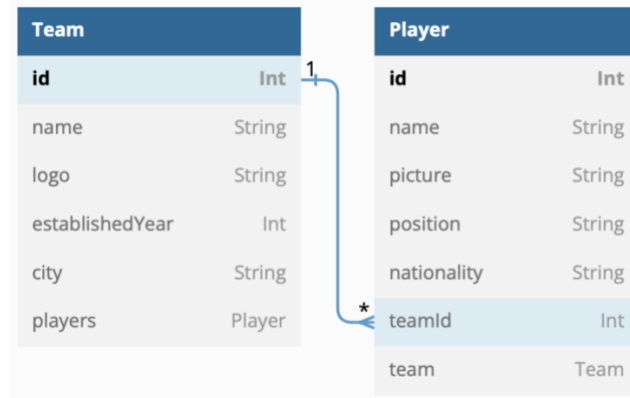 Team
id Int
name String
logo String
establishedYear Int
city String
players Player
1
*
Player
id Int
name String
picture String
position String
nationality String
teamId Int
team Team